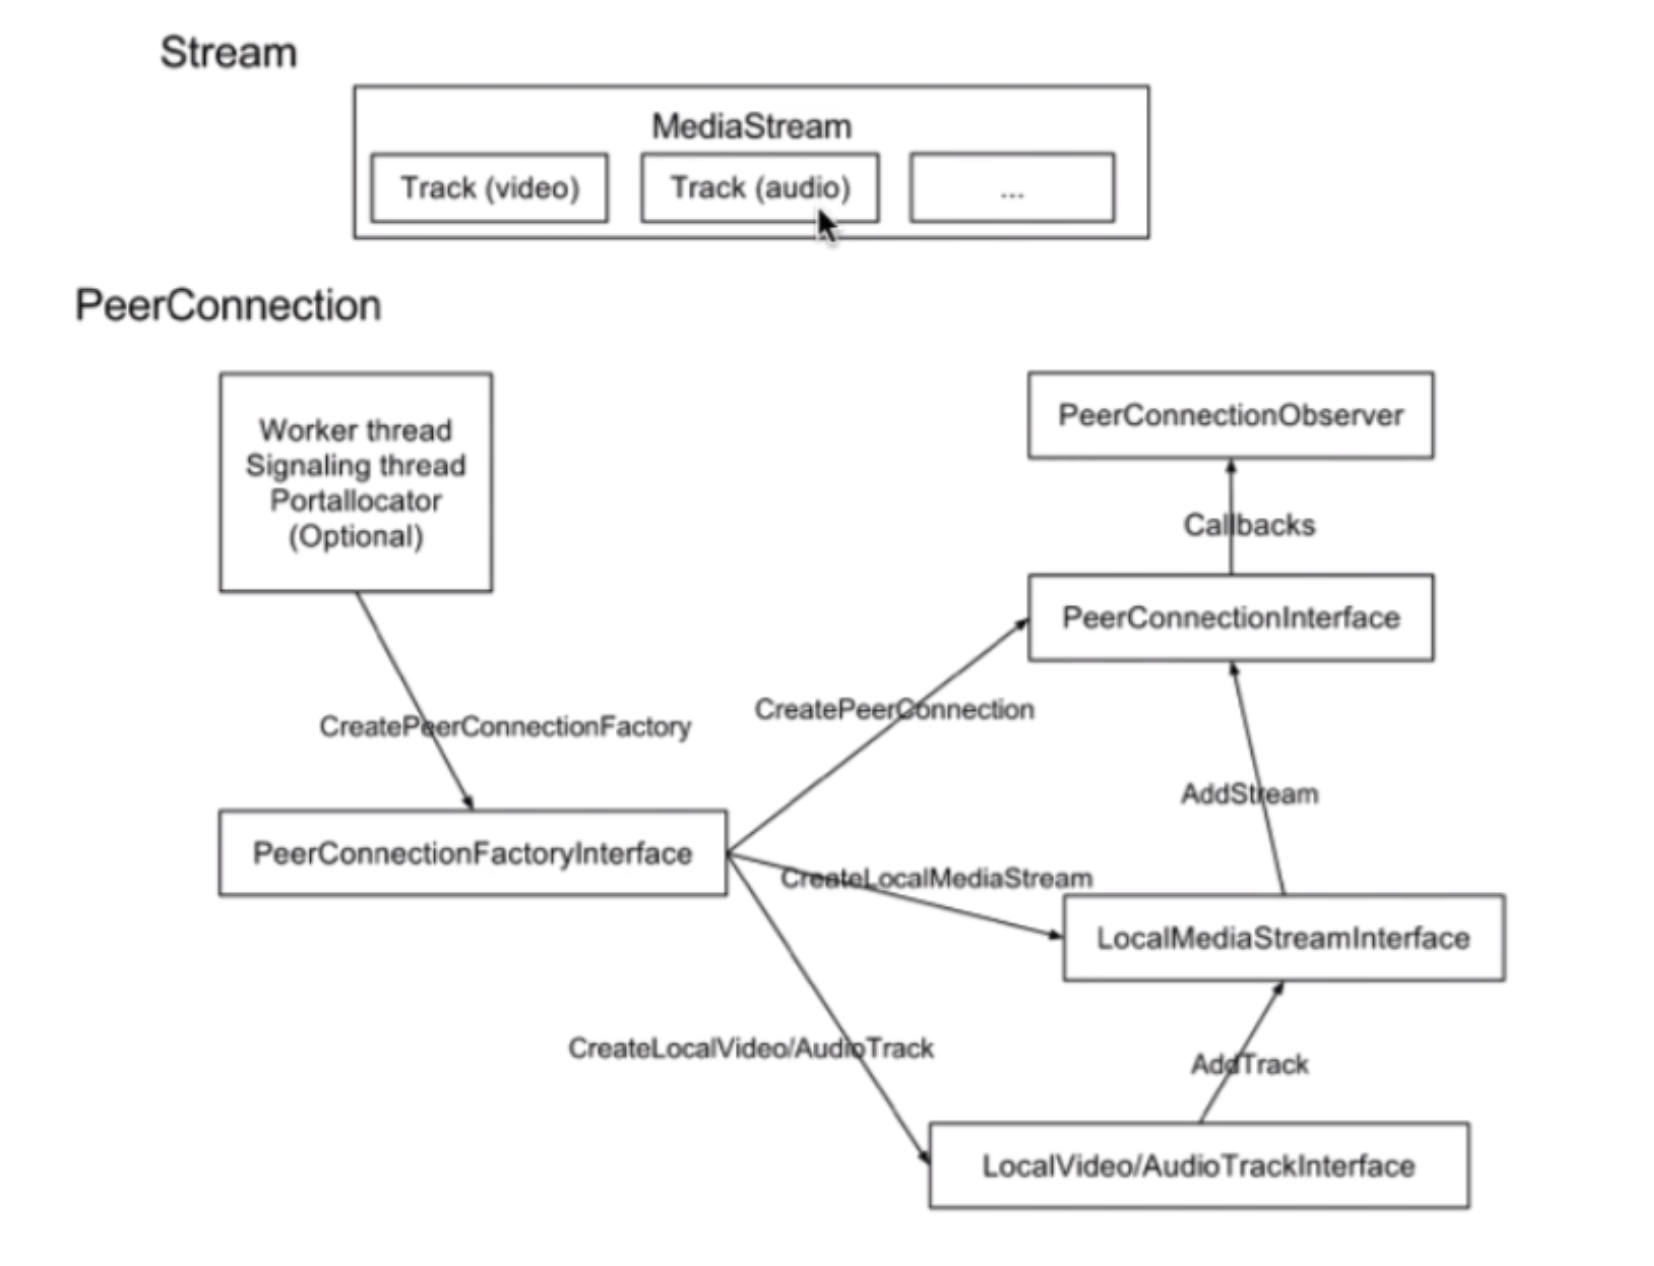 Stream
MediaStream
Track (video)
Track (audio)
...
PeerConnection
Worker thread
Signaling thread
Portallocator
(Optional)
PeerConnectionObserver
Callbacks
PeerConnectionInterface
CreatePeerConnectionFactory
CreatePeerConnection
AddStream
PeerConnectionFactoryInterface
CreateLocalMediaStream
LocalMediaStreamInterface
CreateLocalVideo/AudioTrack
AddTrack
LocalVideo/AudioTrackInterface